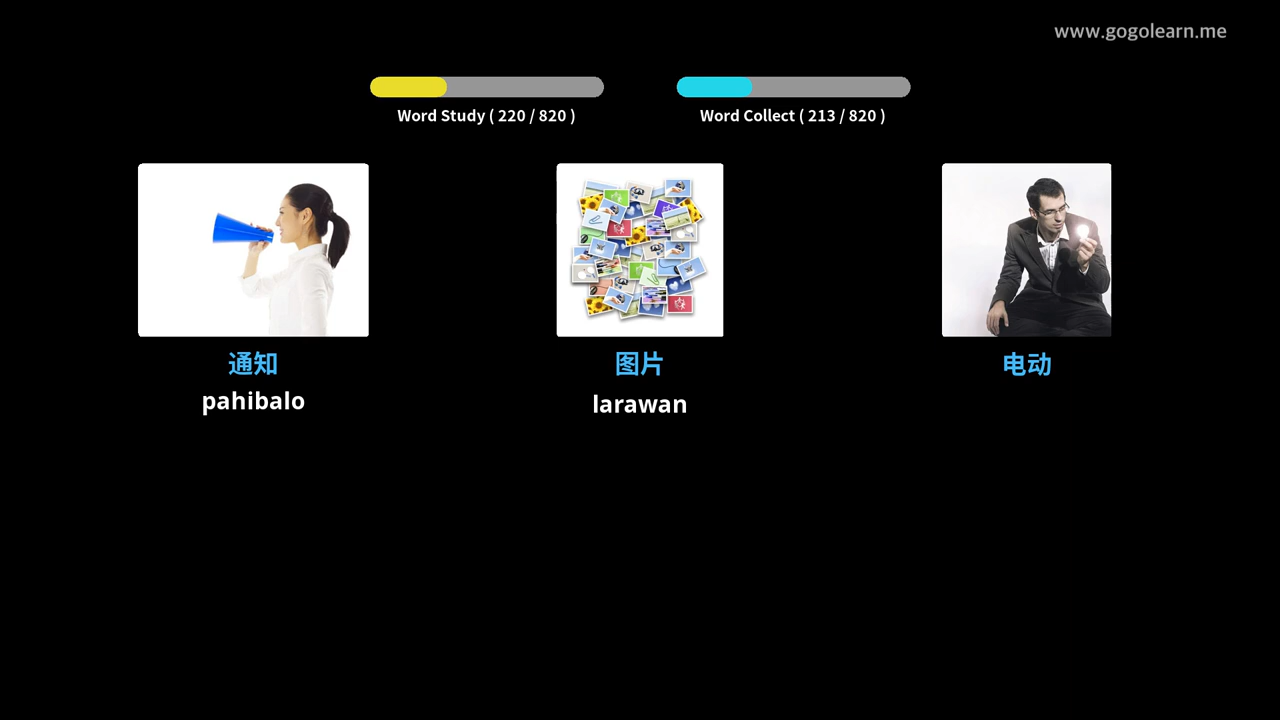 www.gogolearn.me
Word Study ( 220 / 820 )
Word Collect ( 213 / 820 )
通知
图片
电动
pahibalo
larawan